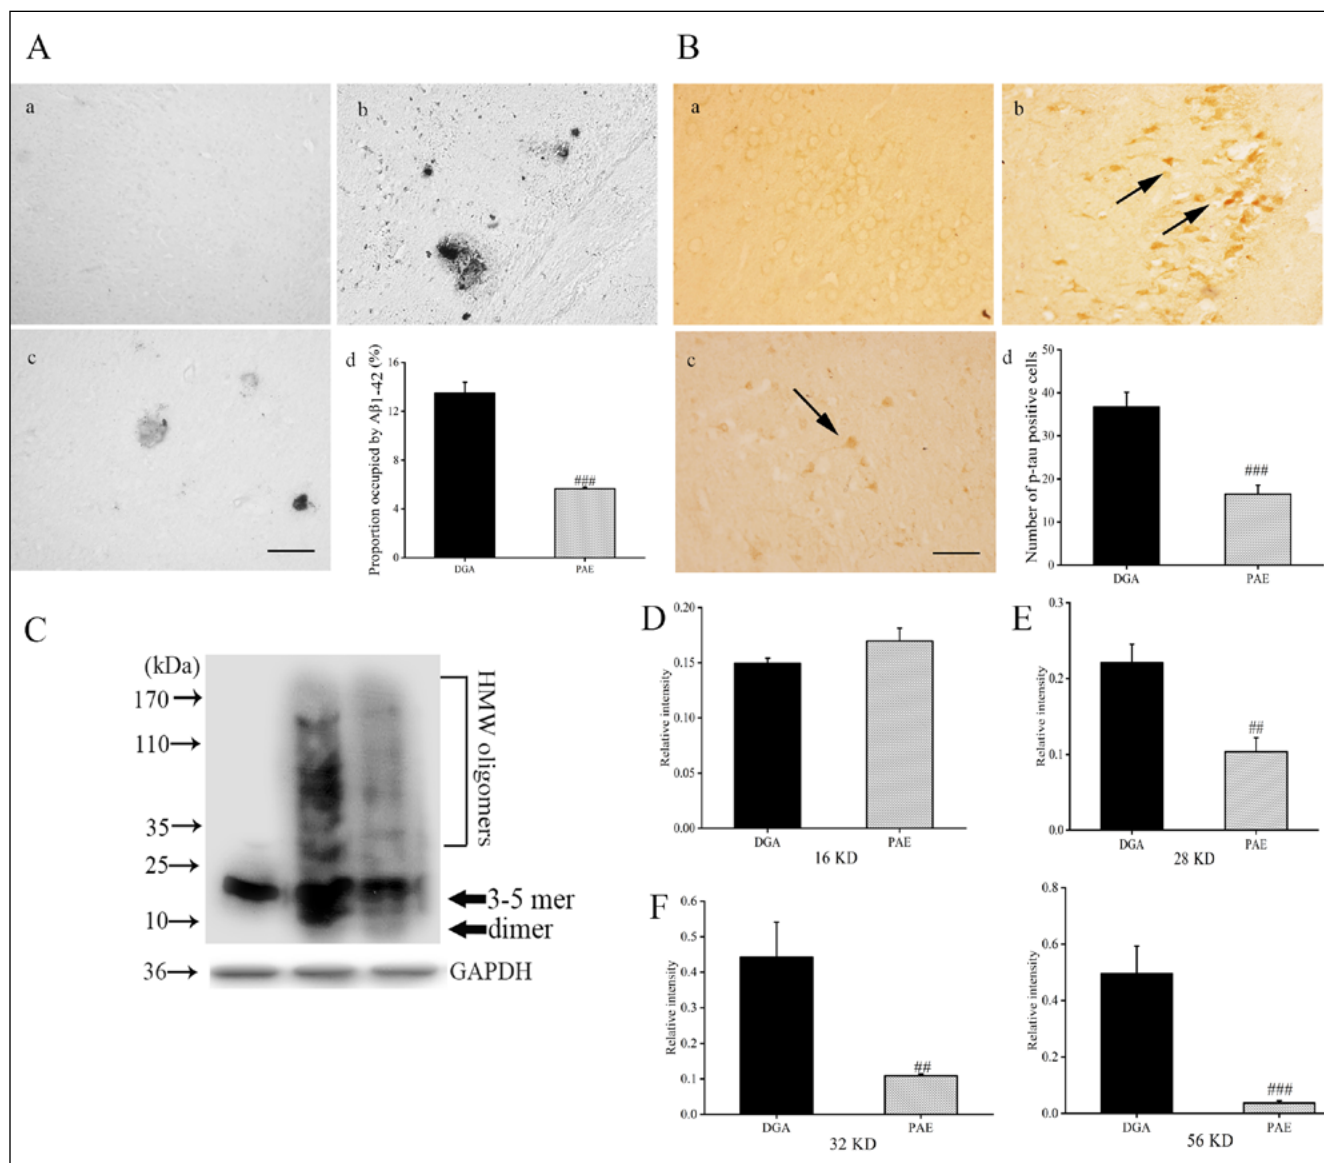 A
a
b
c
d
Proportion occupied by Aβ1-42 (%)
16
12
8
4
0
DGA
PAE
###
B
a
b
c
d
Number of p-tau positive cells
50
40
30
20
10
0
DGA
PAE
###
C
(kDa)
170
110
35
25
10
36
HMW oligomers
3-5 mer
dimer
GAPDH
D
Relative intensity
0.20
0.15
0.10
0.05
0.00
DGA
PAE
16 KD
E
Relative intensity
0.3
0.2
0.1
0.0
DGA
PAE
##
28 KD
F
Relative intensity
0.6
0.5
0.4
0.3
0.2
0.1
0.0
DGA
PAE
##
32 KD
Relative intensity
0.8
0.6
0.4
0.2
0.0
DGA
PAE
###
56 KD